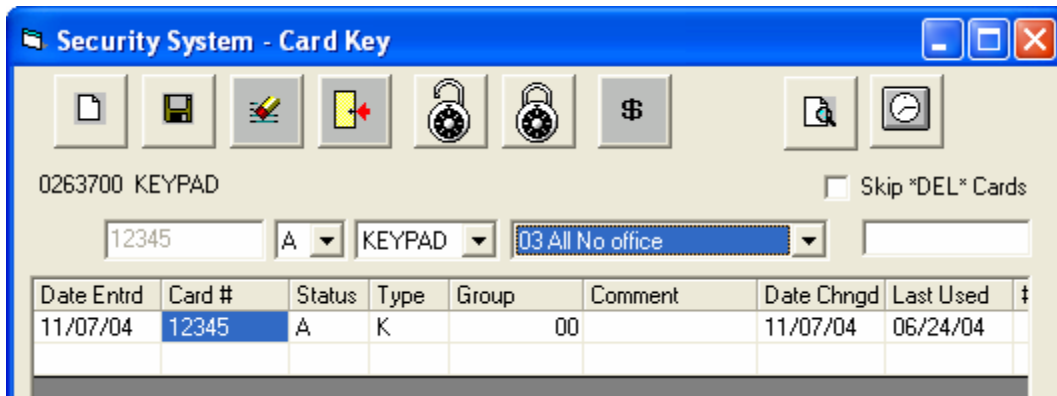 Security System - Card Key
$
0263700 KEYPAD
Skip *DEL* Cards
12345 A KEYPAD 03 All No office
Date Entrd Card # Status Type Group Comment Date Chngd Last Used
11/07/04 12345 A K 00 11/07/04 06/24/04